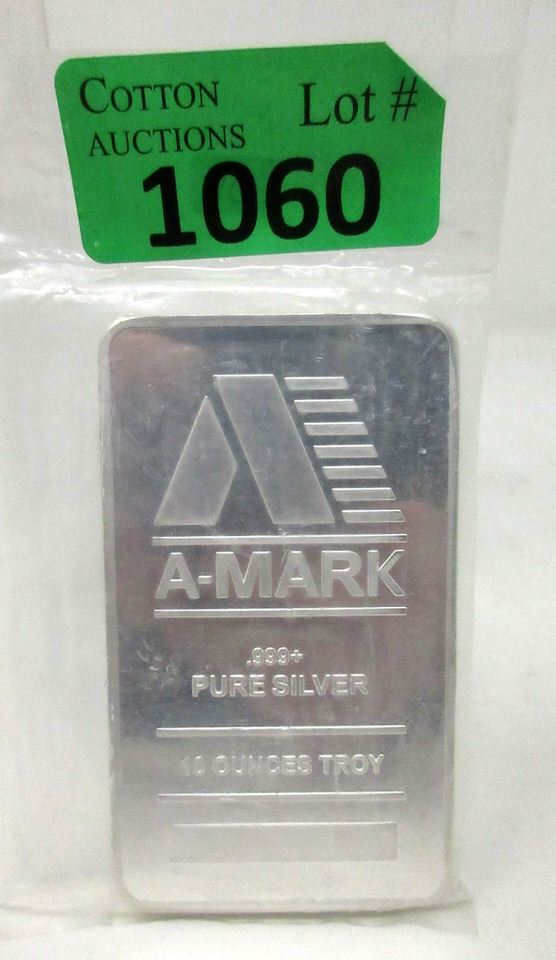 COTTON
AUCTIONS
Lot #
1060
A-MARK
.999+
PURE SILVER
10 OUNCES TROY